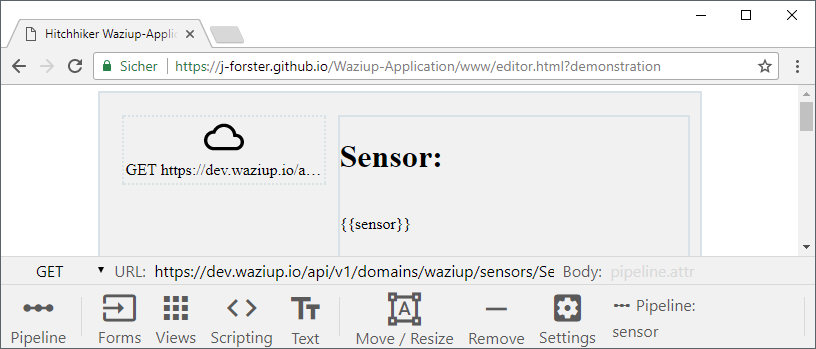 Hitchhiker Waziup-Applic
Sicher https://j-forster.github.io/Waziup-Application/www/editor.html?demonstration
GET https://dev.waziup.io/a…
Sensor:
{{sensor}}
GET URL: https://dev.waziup.io/api/v1/domains/waziup/sensors/Se Body: pipeline.attr
Pipeline Forms Views Scripting Text Move / Resize Remove Settings
Pipeline:
sensor